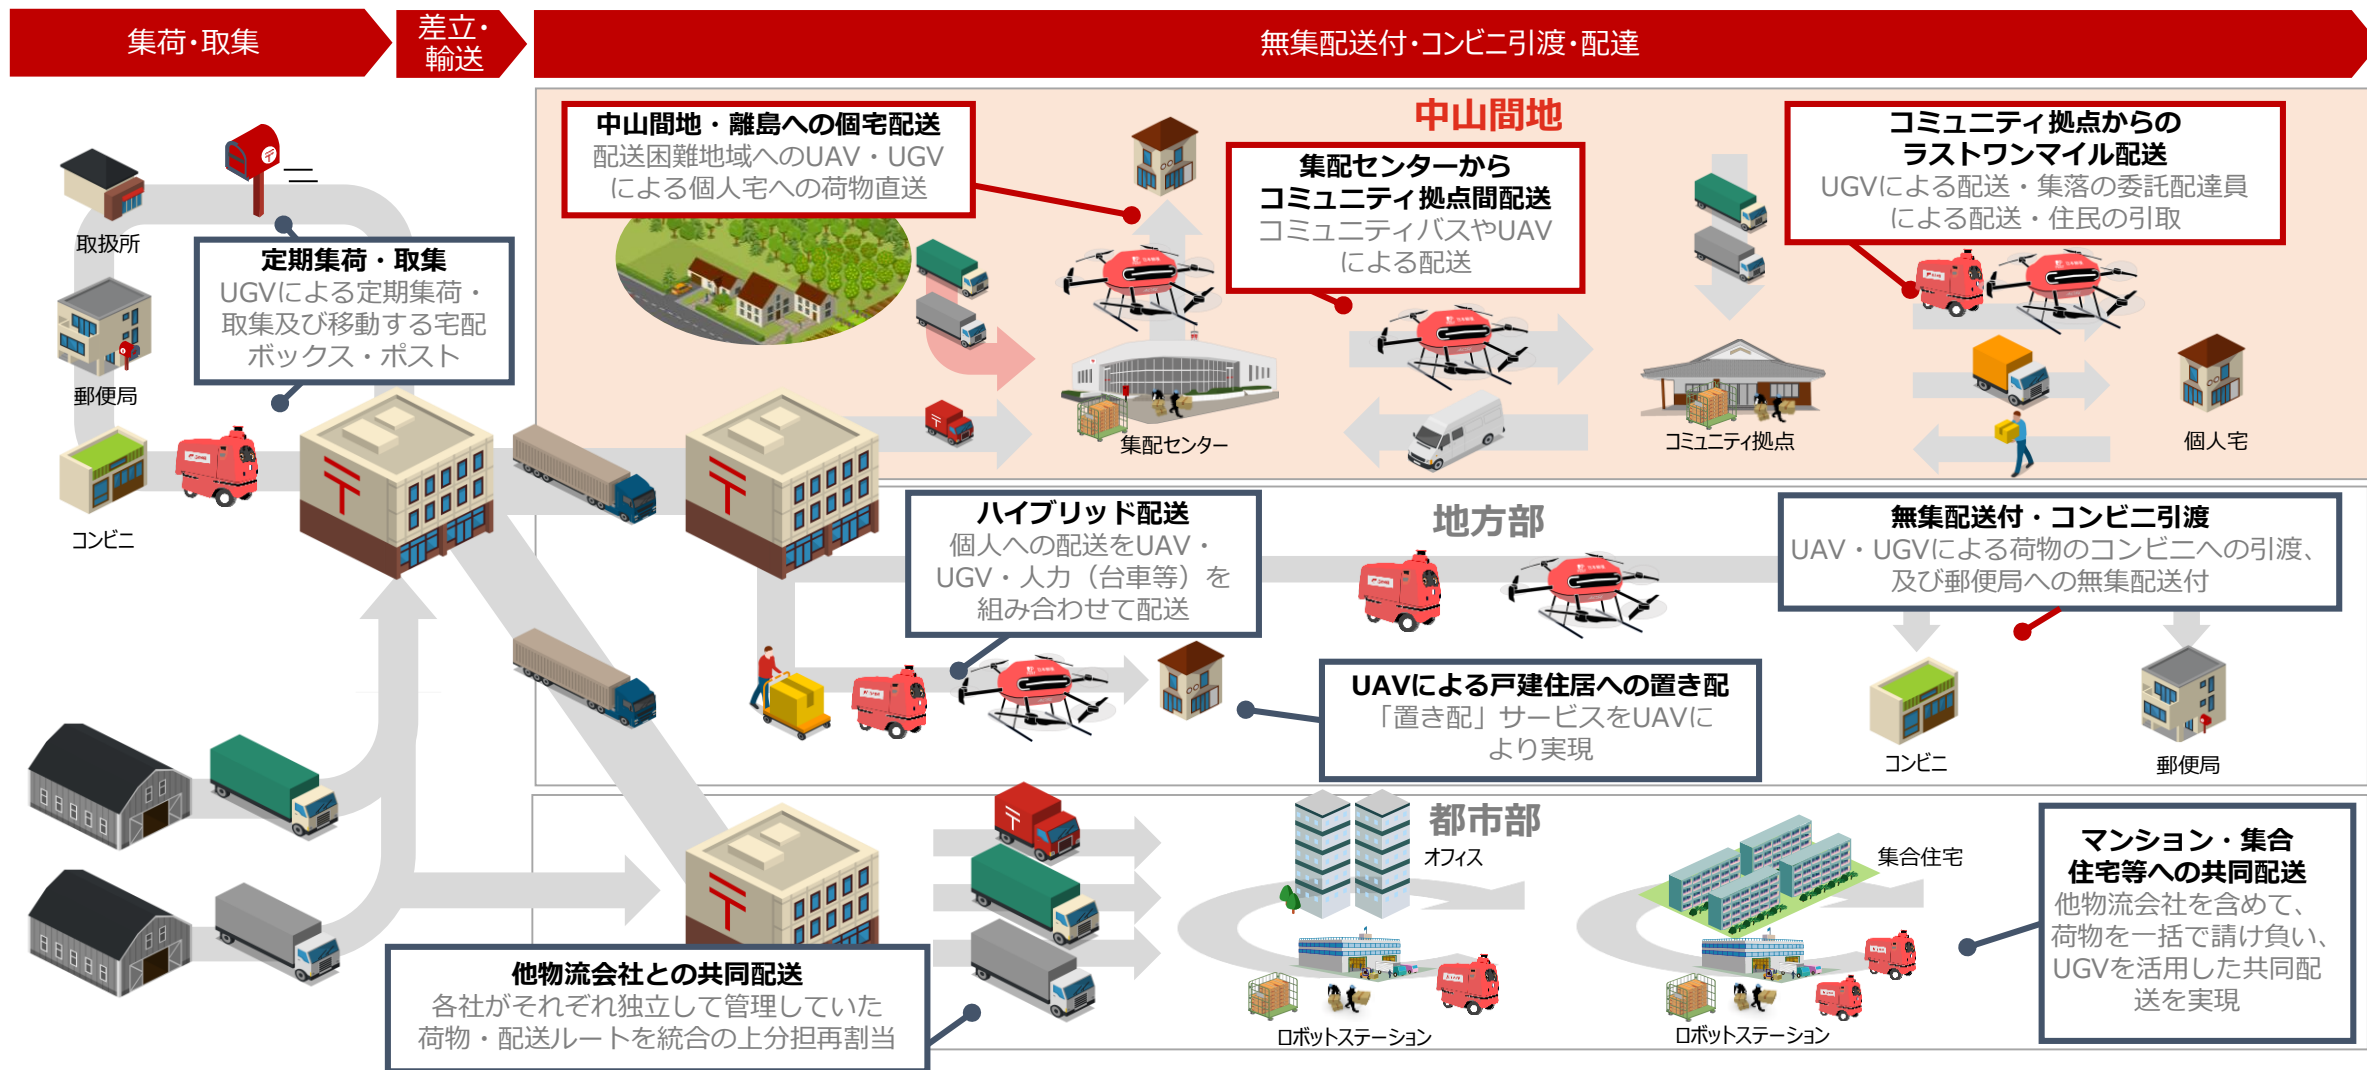 集荷・取集
差立・
輸送
無集配送付・コンビニ引渡・配達
取扱所
郵便局
コンビニ
定期集荷・取集
UGVによる定期集荷・
取集及び移動する宅配
ボックス・ポスト
中山間地
中山間地・離島への個宅配送
配送困難地域へのUAV・UGV
による個人宅への荷物直送
集配センターから
コミュニティ拠点間配送
コミュニティバスやUAV
による配送
コミュニティ拠点からの
ラストワンマイル配送
UGVによる配送・集落の委託配達員
による配送・住民の引取
集配センター
コミュニティ拠点
個人宅
地方部
ハイブリッド配送
個人への配送をUAV・
UGV・人力（台車等）を
組み合わせて配送
無集配送付・コンビニ引渡
UAV・UGVによる荷物のコンビニへの引渡、
及び郵便局への無集配送付
UAVによる戸建住居への置き配
「置き配」サービスをUAVに
より実現
コンビニ
郵便局
都市部
オフィス
集合住宅
マンション・集合
住宅等への共同配送
他物流会社を含めて、
荷物を一括で請け負い、
UGVを活用した共同配
送を実現
他物流会社との共同配送
各社がそれぞれ独立して管理していた
荷物・配送ルートを統合の上分担再割当
ロボットステーション
ロボットステーション